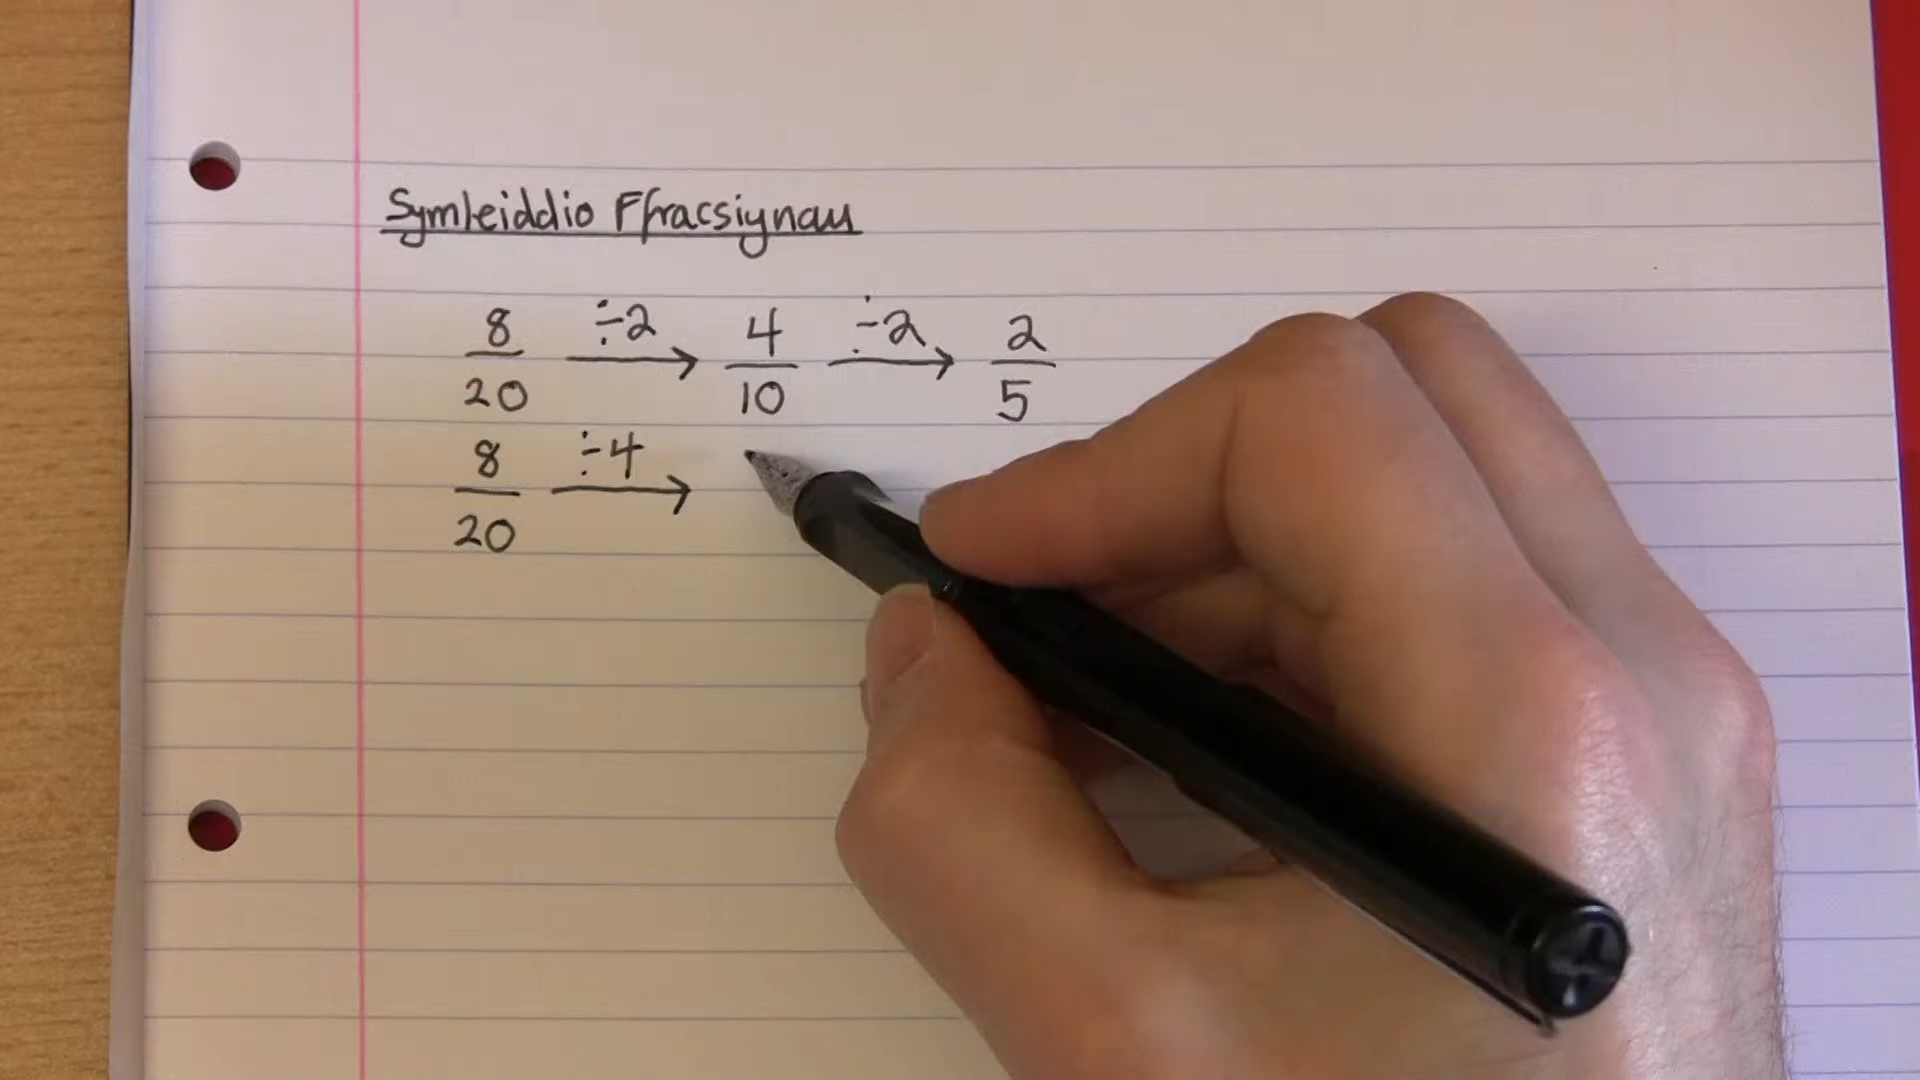 Symleiddio Ffracsiynau
8/20 ÷2 → 4/10 ÷2 → 2/5
8/20 ÷4 →